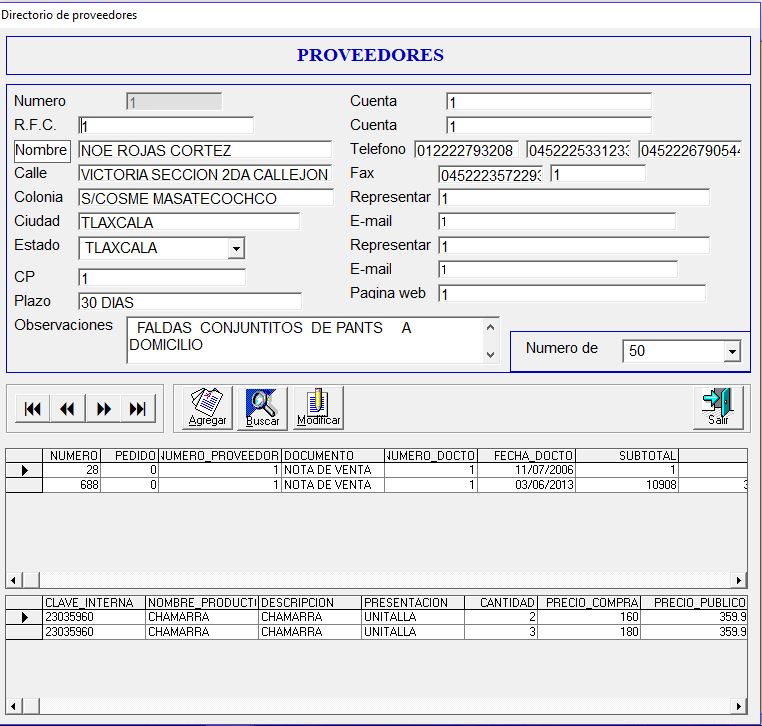 Directorio de proveedores
PROVEEDORES
Numero 1 Cuenta 1
R.F.C. 1 Cuenta 1
Nombre NOE ROJAS CORTEZ Telefono 012222793208 0452225331233 0452226790544
Calle VICTORIA SECCION 2DA CALLEJON Fax 0452223572293 1
Colonia S/COSME MASATECOCHCO Representar 1
Ciudad TLAXCALA E-mail 1
Estado TLAXCALA Representar 1
CP 1 E-mail 1
Plazo 30 DIAS Pagina web 1
Observaciones FALDAS CONJUNTITOS DE PANTS A
DOMICILIO
Numero de 50
Agregar Buscar Modificar Salir
NUMERO PEDIDO NUMERO_PROVEEDOR DOCUMENTO NUMERO_DOCTO FECHA_DOCTO SUBTOTAL
28 0 1 NOTA DE VENTA 1 11/07/2006 1
688 0 1 NOTA DE VENTA 1 03/06/2013 10908 3
CLAVE_INTERNA NOMBRE_PRODUCTI DESCRIPCION PRESENTACION CANTIDAD PRECIO_COMPRA PRECIO_PUBLICO
23035960 CHAMARRA CHAMARRA UNITALLA 2 160 359.9
23035960 CHAMARRA CHAMARRA UNITALLA 3 180 359.9